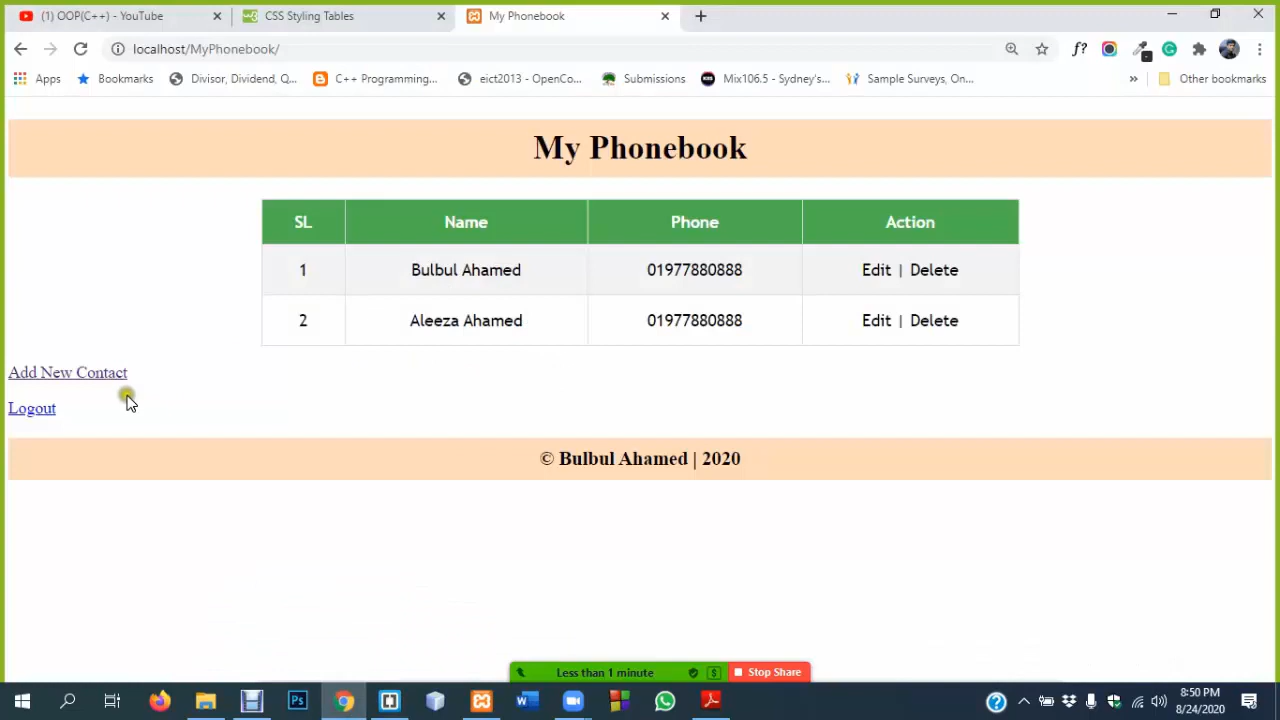 (1) OOP(C++) - YouTube
CSS Styling Tables
My Phonebook
localhost/MyPhonebook/
f?
Apps
Bookmarks
Divisor, Dividend, Q...
C++ Programming...
eict2013 - OpenCo...
Submissions
Mix106.5 - Sydney's...
Sample Surveys, On...
»
Other bookmarks
My Phonebook
SL Name Phone Action
1 Bulbul Ahamed 01977880888 Edit | Delete
2 Aleeza Ahamed 01977880888 Edit | Delete
Add New Contact
Logout
© Bulbul Ahamed | 2020
Less than 1 minute
Stop Share
Ps
8:50 PM
8/24/2020